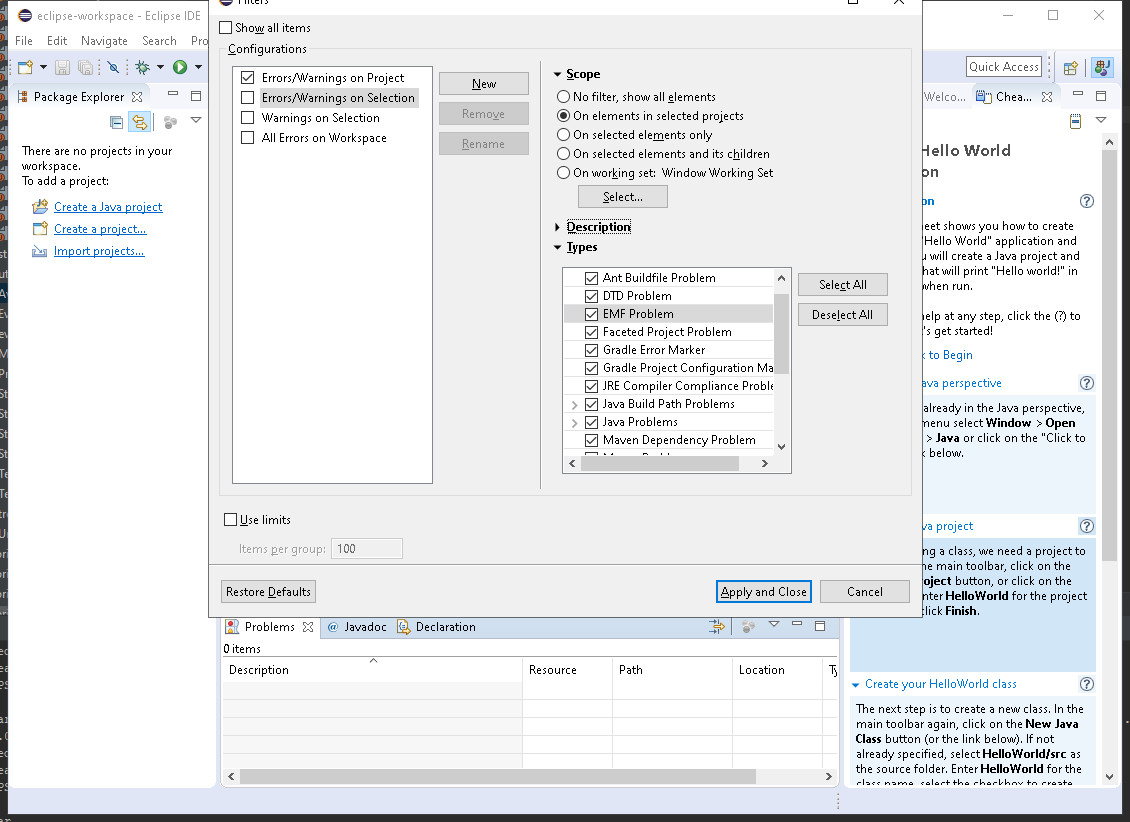 eclipse-workspace - Eclipse IDE
File Edit Navigate Search
Quick Access
Package Explorer
There are no projects in your
workspace.
To add a project:
Create a Java project
Create a project...
Import projects...
Filters
Show all items
Configurations
Errors/Warnings on Project
Errors/Warnings on Selection
Warnings on Selection
All Errors on Workspace
New
Remove
Rename
Scope
No filter, show all elements
On elements in selected projects
On selected elements only
On selected elements and its children
On working set: Window Working Set
Select...
Description
Types
Ant Buildfile Problem
DTD Problem
EMF Problem
Faceted Project Problem
Gradle Error Marker
Gradle Project Configuration Ma
JRE Compiler Compliance Proble
Java Build Path Problems
Java Problems
Maven Dependency Problem
Select All
Deselect All
Use limits
Items per group: 100
Restore Defaults
Apply and Close
Cancel
Problems
Javadoc
Declaration
0 items
Description Resource Path Location Ty
Welco...
Chea...
Hello World
on
on
eet shows you how to create
"Hello World" application and
u will create a Java project and
hat will print "Hello world!" in
when run.
elp at any step, click the (?) to
's get started!
k to Begin
ava perspective
already in the Java perspective,
menu select Window > Open
> Java or click on the "Click to
k below.
va project
ng a class, we need a project to
he main toolbar, click on the
oject button, or click on the
nter HelloWorld for the project
click Finish.
Create your HelloWorld class
The next step is to create a new class. In the
main toolbar again, click on the New Java
Class button (or the link below). If not
already specified, select HelloWorld/src as
the source folder. Enter HelloWorld for the
class name, select the checkbox to create